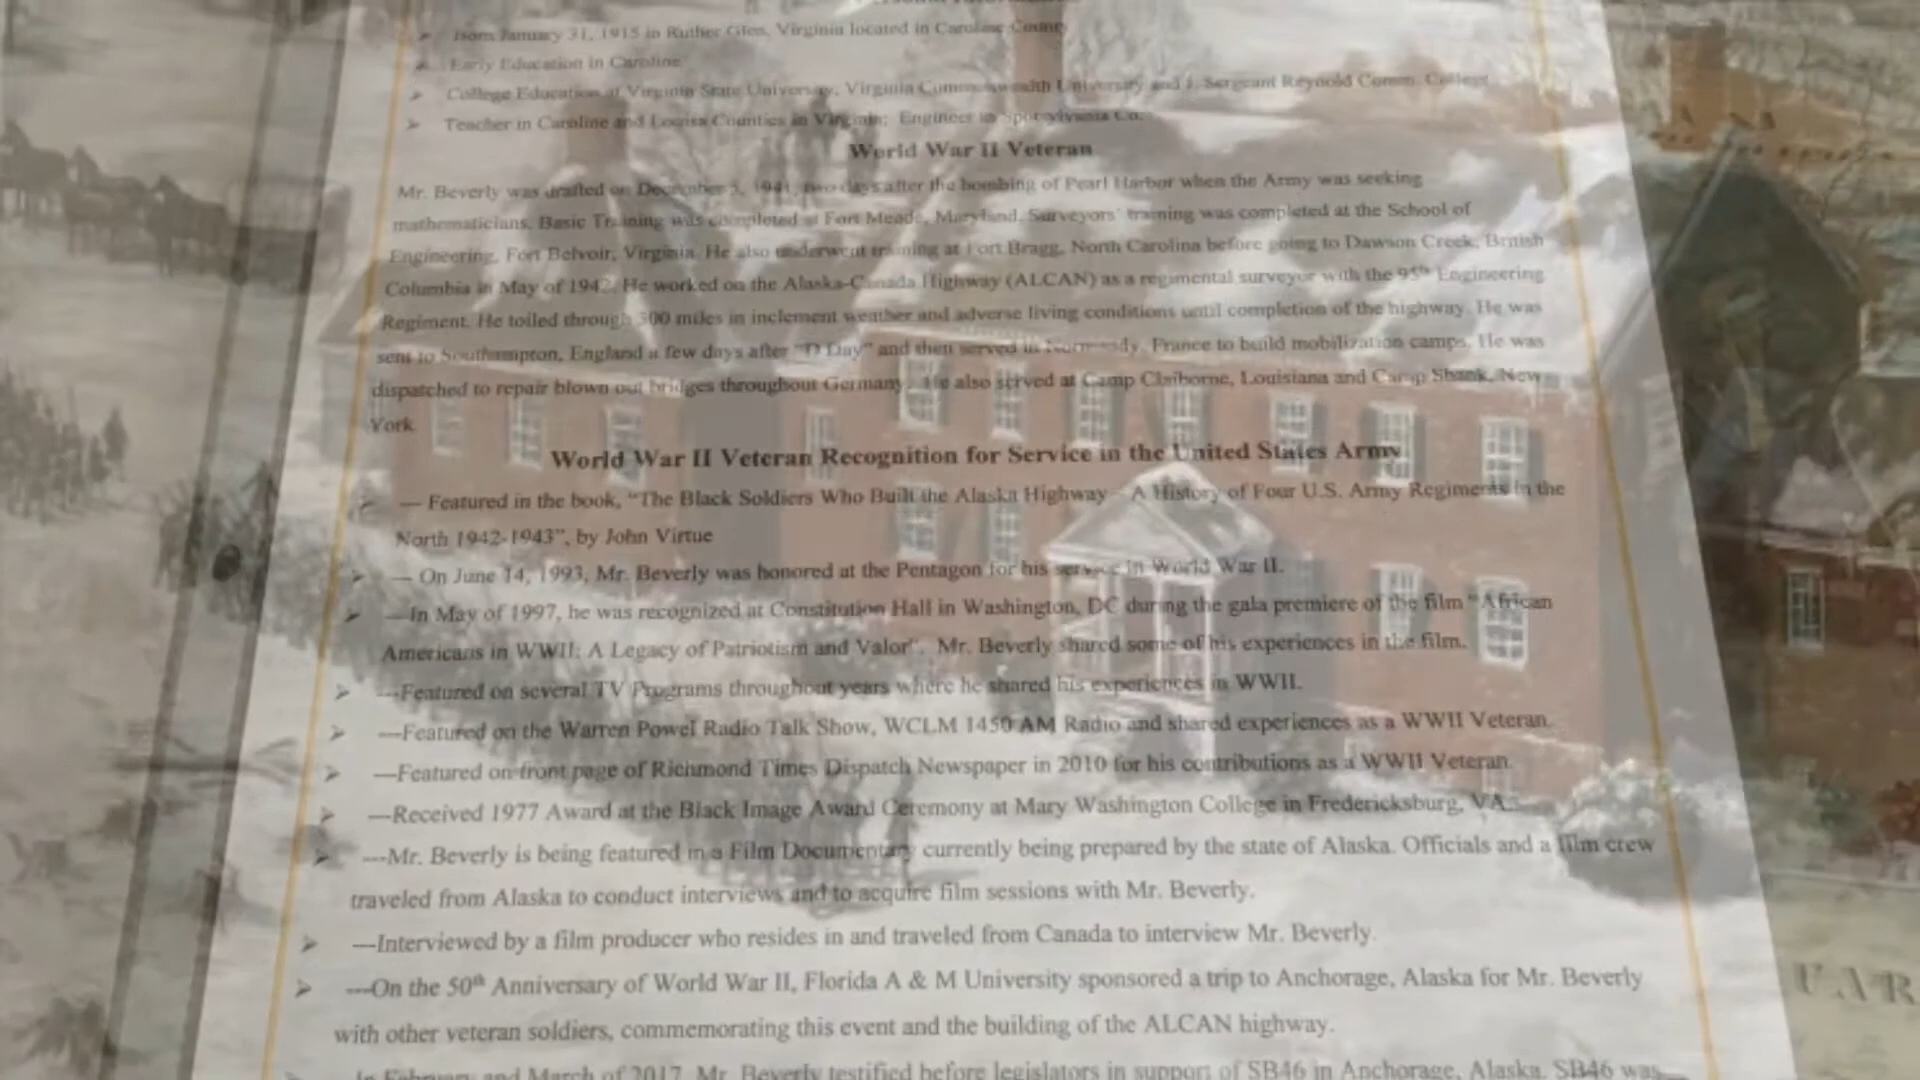 Born January 31, 1915 in Ruther Glen, Virginia located in Caroline County
Early Education in Caroline
College Education at Virginia State University, Virginia Commonwealth University and J. Sergeant Reynold Comm. College
Teacher in Caroline and Louisa Counties in Virginia; Engineer in Spotsylvania Co.
World War II Veteran
Mr. Beverly was drafted on December 5, 1941, two days after the bombing of Pearl Harbor when the Army was seeking
mathematicians. Basic Training was completed at Fort Meade, Maryland. Surveyors' training was completed at the School of
Engineering, Fort Belvoir, Virginia. He also underwent training at Fort Bragg, North Carolina before going to Dawson Creek, British
Columbia in May of 1942. He worked on the Alaska-Canada Highway (ALCAN) as a regimental surveyor with the 95th Engineering
Regiment. He toiled through 300 miles in inclement weather and adverse living conditions until completion of the highway. He was
sent to Southampton, England a few days after "D Day" and then served in Normandy, France to build mobilization camps. He was
dispatched to repair blown out bridges throughout Germany. He also served at Camp Claiborne, Louisiana and Camp Shank, New
York
World War II Veteran Recognition for Service in the United States Army
— Featured in the book, "The Black Soldiers Who Built the Alaska Highway – A History of Four U.S. Army Regiments in the
North 1942-1943", by John Virtue
— On June 14, 1993, Mr. Beverly was honored at the Pentagon for his service in World War II.
—In May of 1997, he was recognized at Constitution Hall in Washington, DC during the gala premiere of the film "African
Americans in WWII: A Legacy of Patriotism and Valor". Mr. Beverly shared some of his experiences in the film.
---Featured on several TV Programs throughout years where he shared his experiences in WWII.
—Featured on the Warren Powel Radio Talk Show, WCLM 1450 AM Radio and shared experiences as a WWII Veteran.
—Featured on front page of Richmond Times Dispatch Newspaper in 2010 for his contributions as a WWII Veteran.
—Received 1977 Award at the Black Image Award Ceremony at Mary Washington College in Fredericksburg, VA.
---Mr. Beverly is being featured in a Film Documentary currently being prepared by the state of Alaska. Officials and a film crew
traveled from Alaska to conduct interviews and to acquire film sessions with Mr. Beverly.
—Interviewed by a film producer who resides in and traveled from Canada to interview Mr. Beverly.
---On the 50th Anniversary of World War II, Florida A & M University sponsored a trip to Anchorage, Alaska for Mr. Beverly
with other veteran soldiers, commemorating this event and the building of the ALCAN highway.
In February and March of 2017, Mr. Beverly testified before legislators in support of SB46 in Anchorage, Alaska. SB46 was